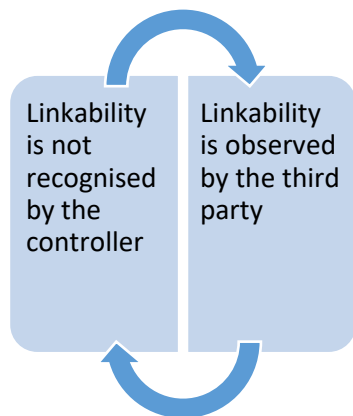 Linkability
is not
recognised
by the
controller
Linkability
is observed
by the third
party